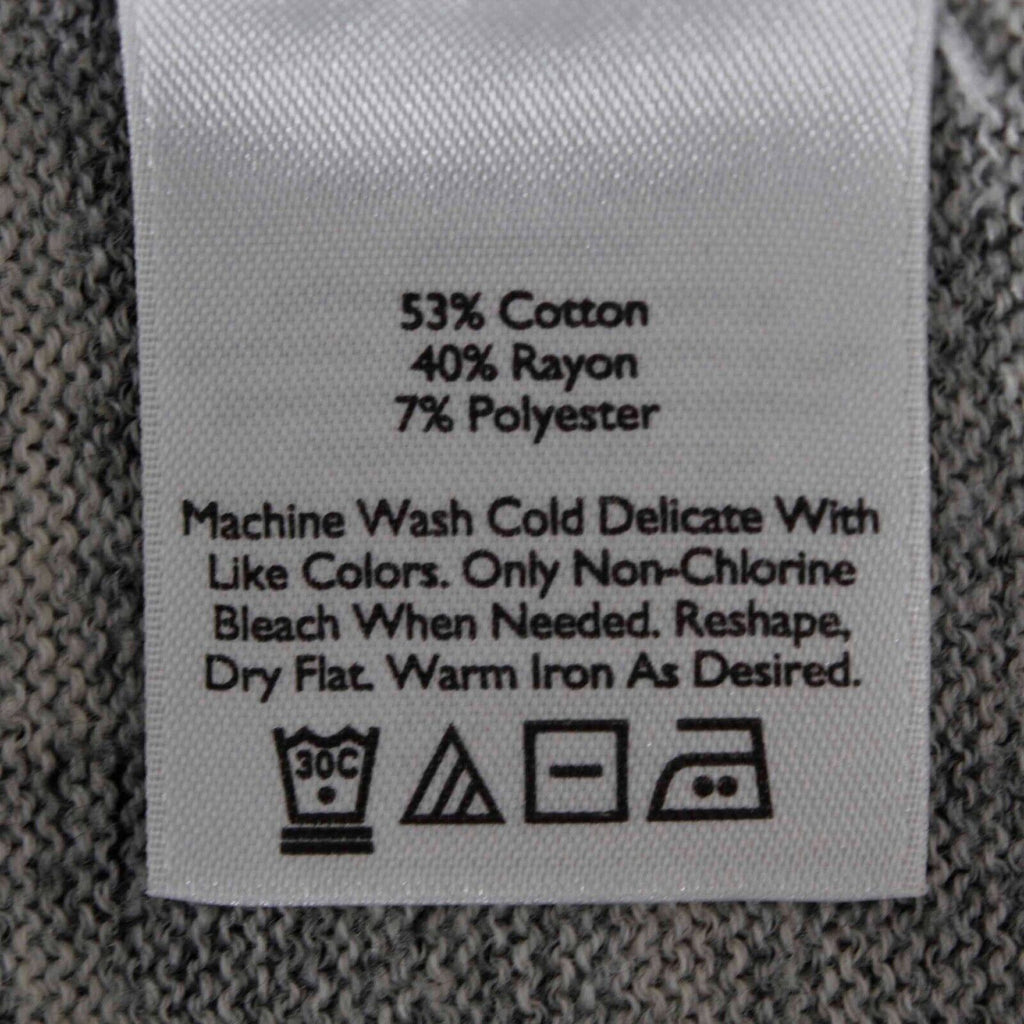 53% Cotton
40% Rayon
7% Polyester
Machine Wash Cold Delicate With
Like Colors. Only Non-Chlorine
Bleach When Needed. Reshape,
Dry Flat. Warm Iron As Desired.
30C